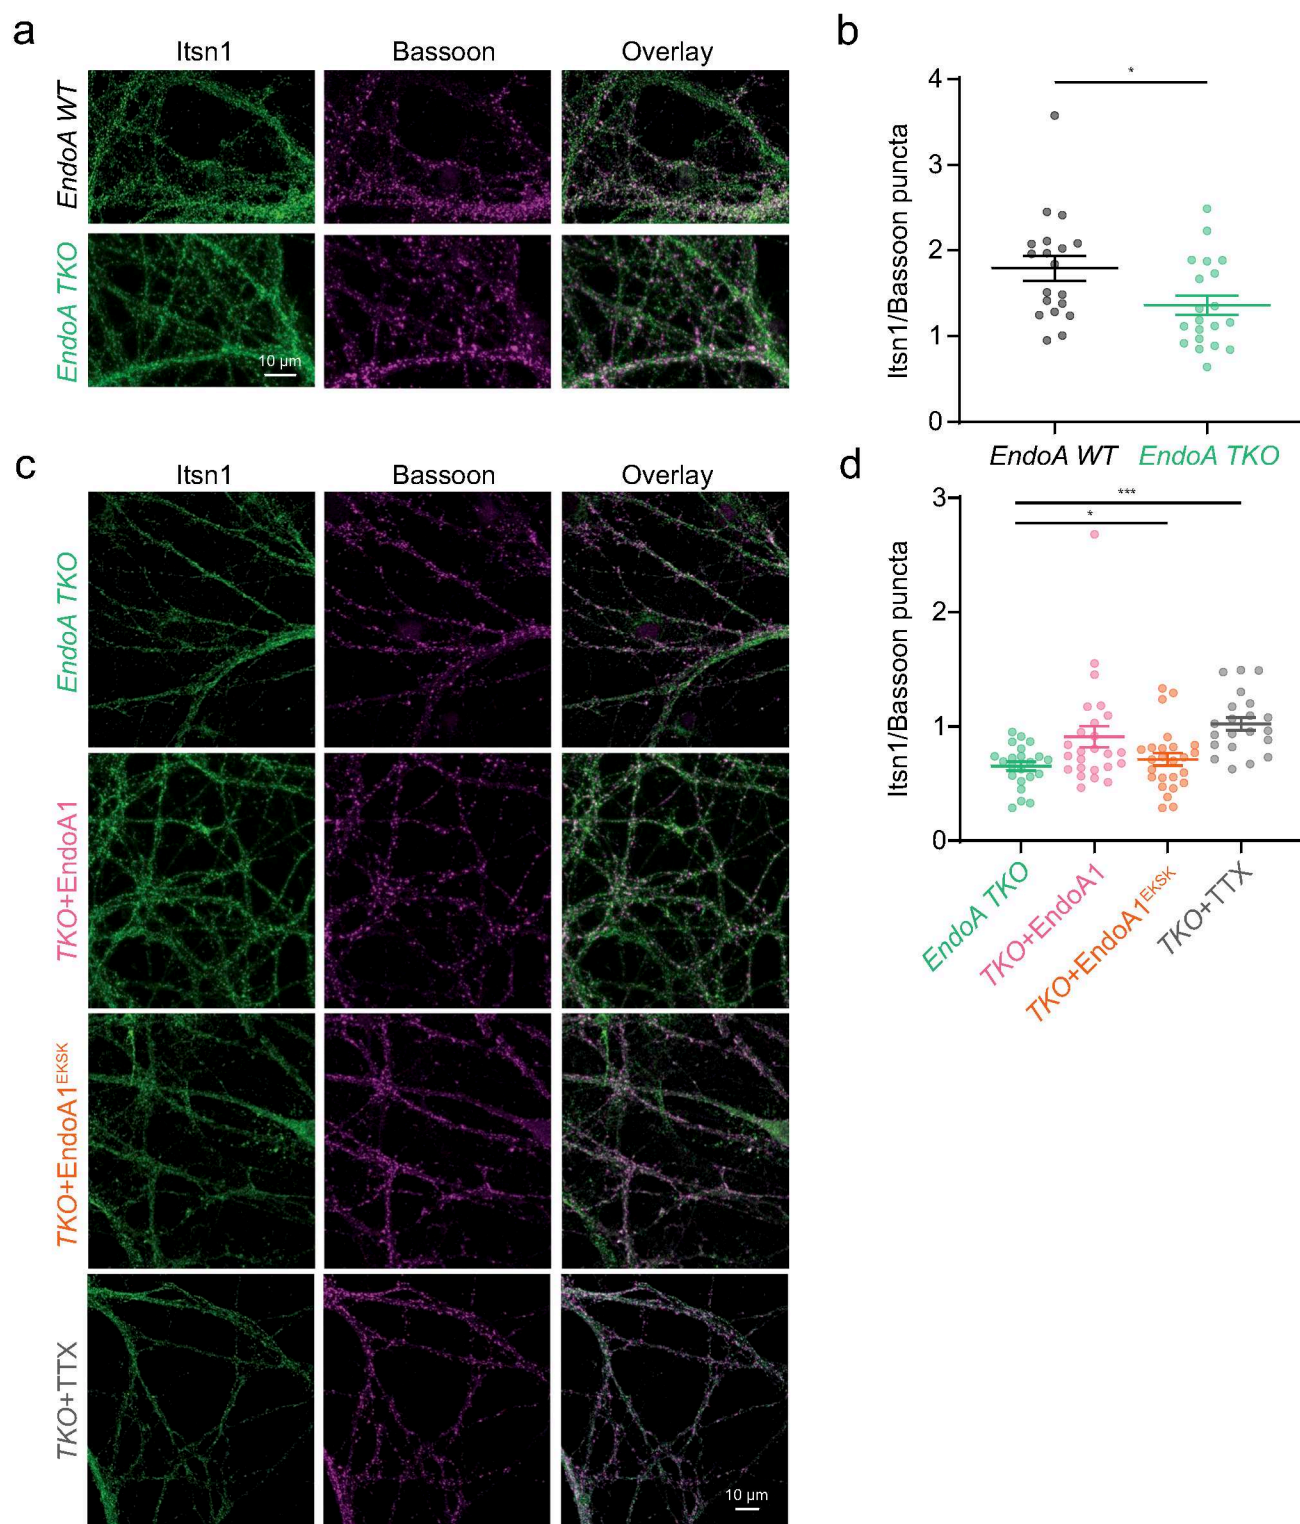 a
Itsn1
Bassoon
Overlay
EndoA WT
EndoA TKO
10 µm
b
Itsn1/Bassoon puncta
4
3
2
1
0
*
EndoA WT
EndoA TKO
c
Itsn1
Bassoon
Overlay
EndoA TKO
TKO+EndoA1
TKO+EndoA1EKSK
TKO+TTX
10 µm
d
Itsn1/Bassoon puncta
3
2
1
0
***
*
EndoA TKO
TKO+EndoA1
TKO+EndoA1EKSK
TKO+TTX